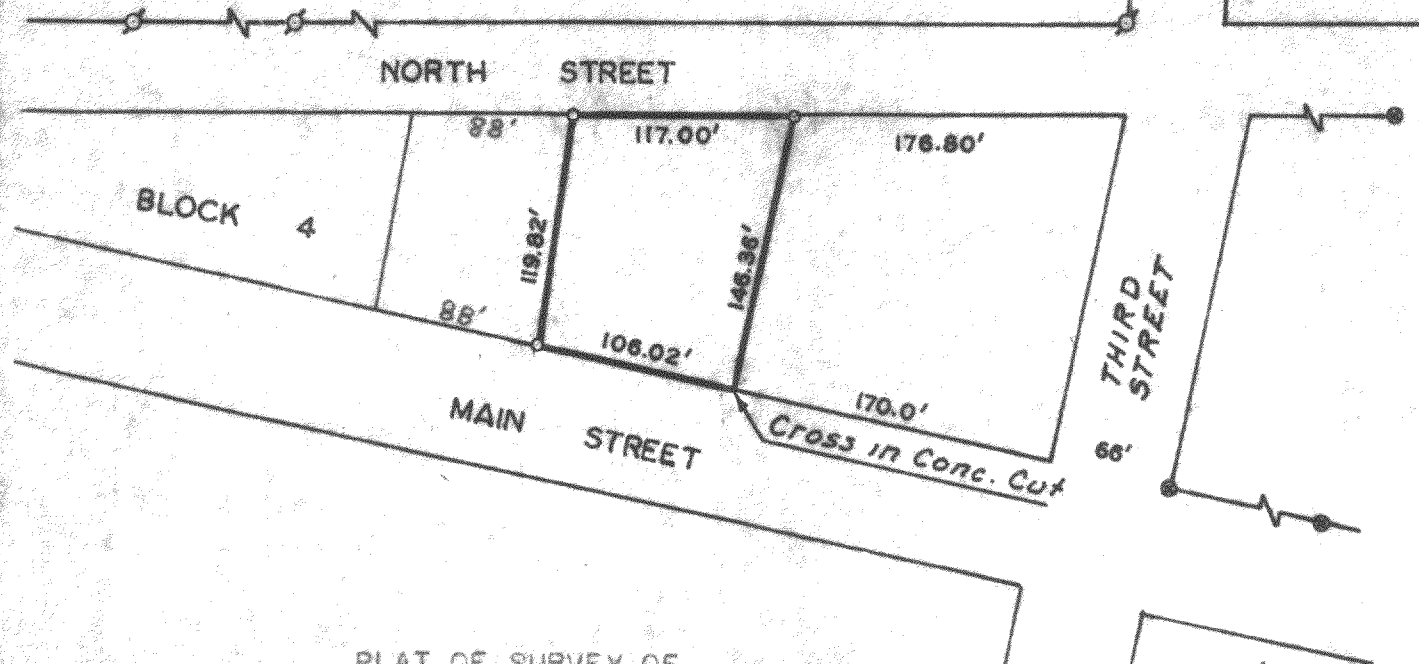 NORTH STREET
88'
117.00'
176.80'
BLOCK 4
119.82'
146.36'
THIRD
STREET
88'
106.02'
170.0'
MAIN STREET
Cross in Conc. Cut
66'
PLAT OF SURVEY OF